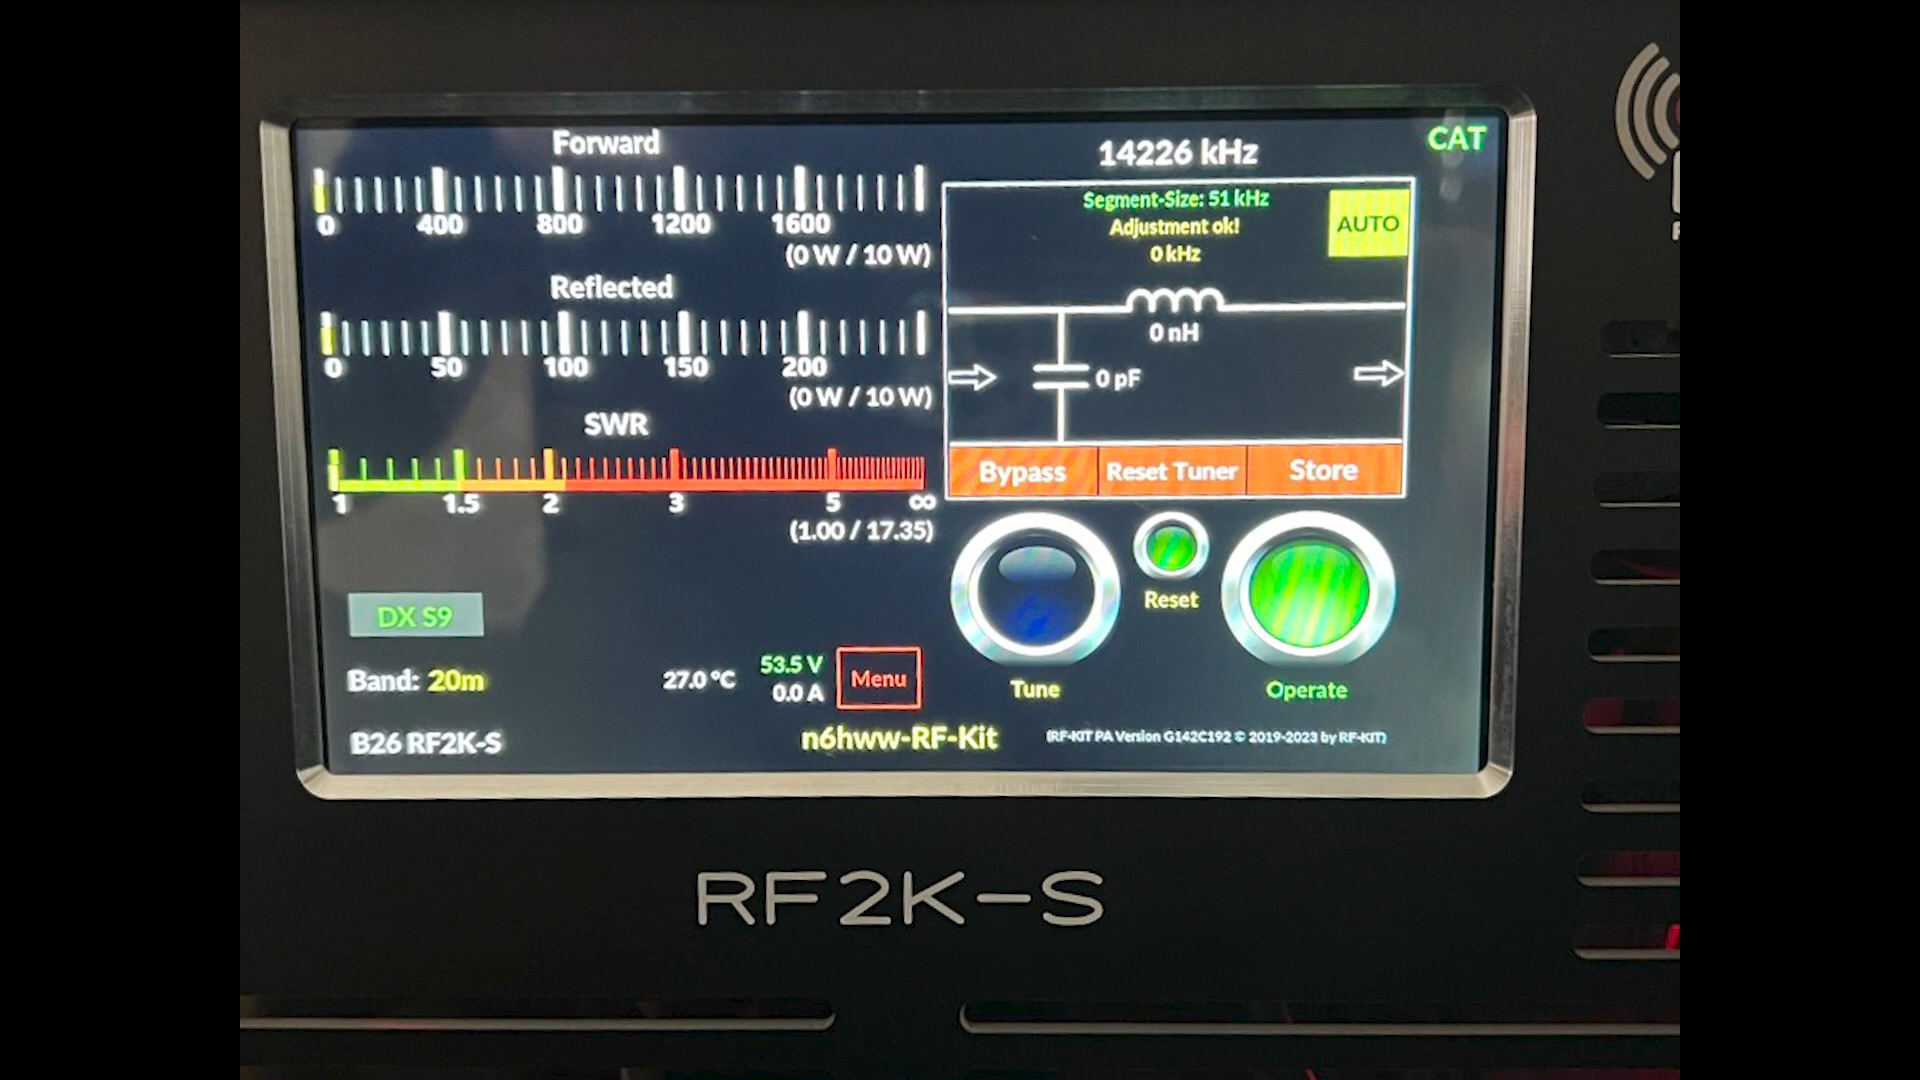 Forward
0 400 800 1200 1600
(0 W / 10 W)
Reflected
0 50 100 150 200
(0 W / 10 W)
SWR
1 1.5 2 3 5 ∞
(1.00 / 17.35)
DX S9
Band: 20m
27.0 °C
53.5 V
0.0 A
Menu
B26 RF2K-S
n6hww-RF-Kit
14226 kHz
CAT
Segment-Size: 51 kHz
Adjustment ok!
0 kHz
AUTO
0 nH
0 pF
Bypass Reset Tuner Store
Tune
Reset
Operate
(RF-KIT PA Version G142C192 © 2019-2023 by RF-KIT)
RF2K-S